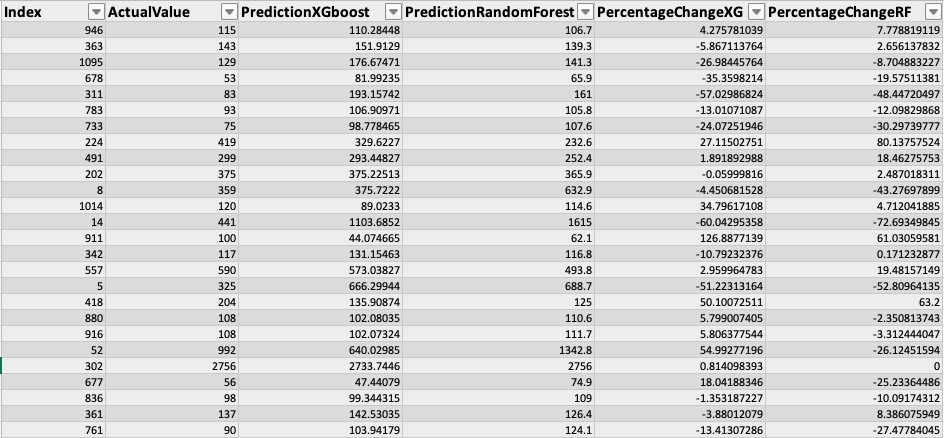 Index ActualValue PredictionXGboost PredictionRandomForest PercentageChangeXG PercentageChangeRF
946 115 110.28448 106.7 4.275781039 7.778819119
363 143 151.9129 139.3 -5.867113764 2.656137832
1095 129 176.67471 141.3 -26.98445764 -8.704883227
678 53 81.99235 65.9 -35.3598214 -19.57511381
311 83 193.15742 161 -57.02986824 -48.44720497
783 93 106.90971 105.8 -13.01071087 -12.09829868
733 75 98.778465 107.6 -24.07251946 -30.29739777
224 419 329.6227 232.6 27.11502751 80.13757524
491 299 293.44827 252.4 1.891892988 18.46275753
202 375 375.22513 365.9 -0.05999816 2.487018311
8 359 375.7222 632.9 -4.450681528 -43.27697899
1014 120 89.0233 114.6 34.79617108 4.712041885
14 441 1103.6852 1615 -60.04295358 -72.69349845
911 100 44.074665 62.1 126.8877139 61.03059581
342 117 131.15463 116.8 -10.79232376 0.171232877
557 590 573.03827 493.8 2.959964783 19.48157149
5 325 666.29944 688.7 -51.22313164 -52.80964135
418 204 135.90874 125 50.10072511 63.2
880 108 102.08035 110.6 5.799007405 -2.350813743
916 108 102.07324 111.7 5.806377544 -3.312444047
52 992 640.02985 1342.8 54.99277196 -26.12451594
302 2756 2733.7446 2756 0.814098393 0
677 56 47.44079 74.9 18.04188346 -25.23364486
836 98 99.344315 109 -1.353187227 -10.09174312
361 137 142.53035 126.4 -3.88012079 8.386075949
761 90 103.94179 124.1 -13.41307286 -27.47784045